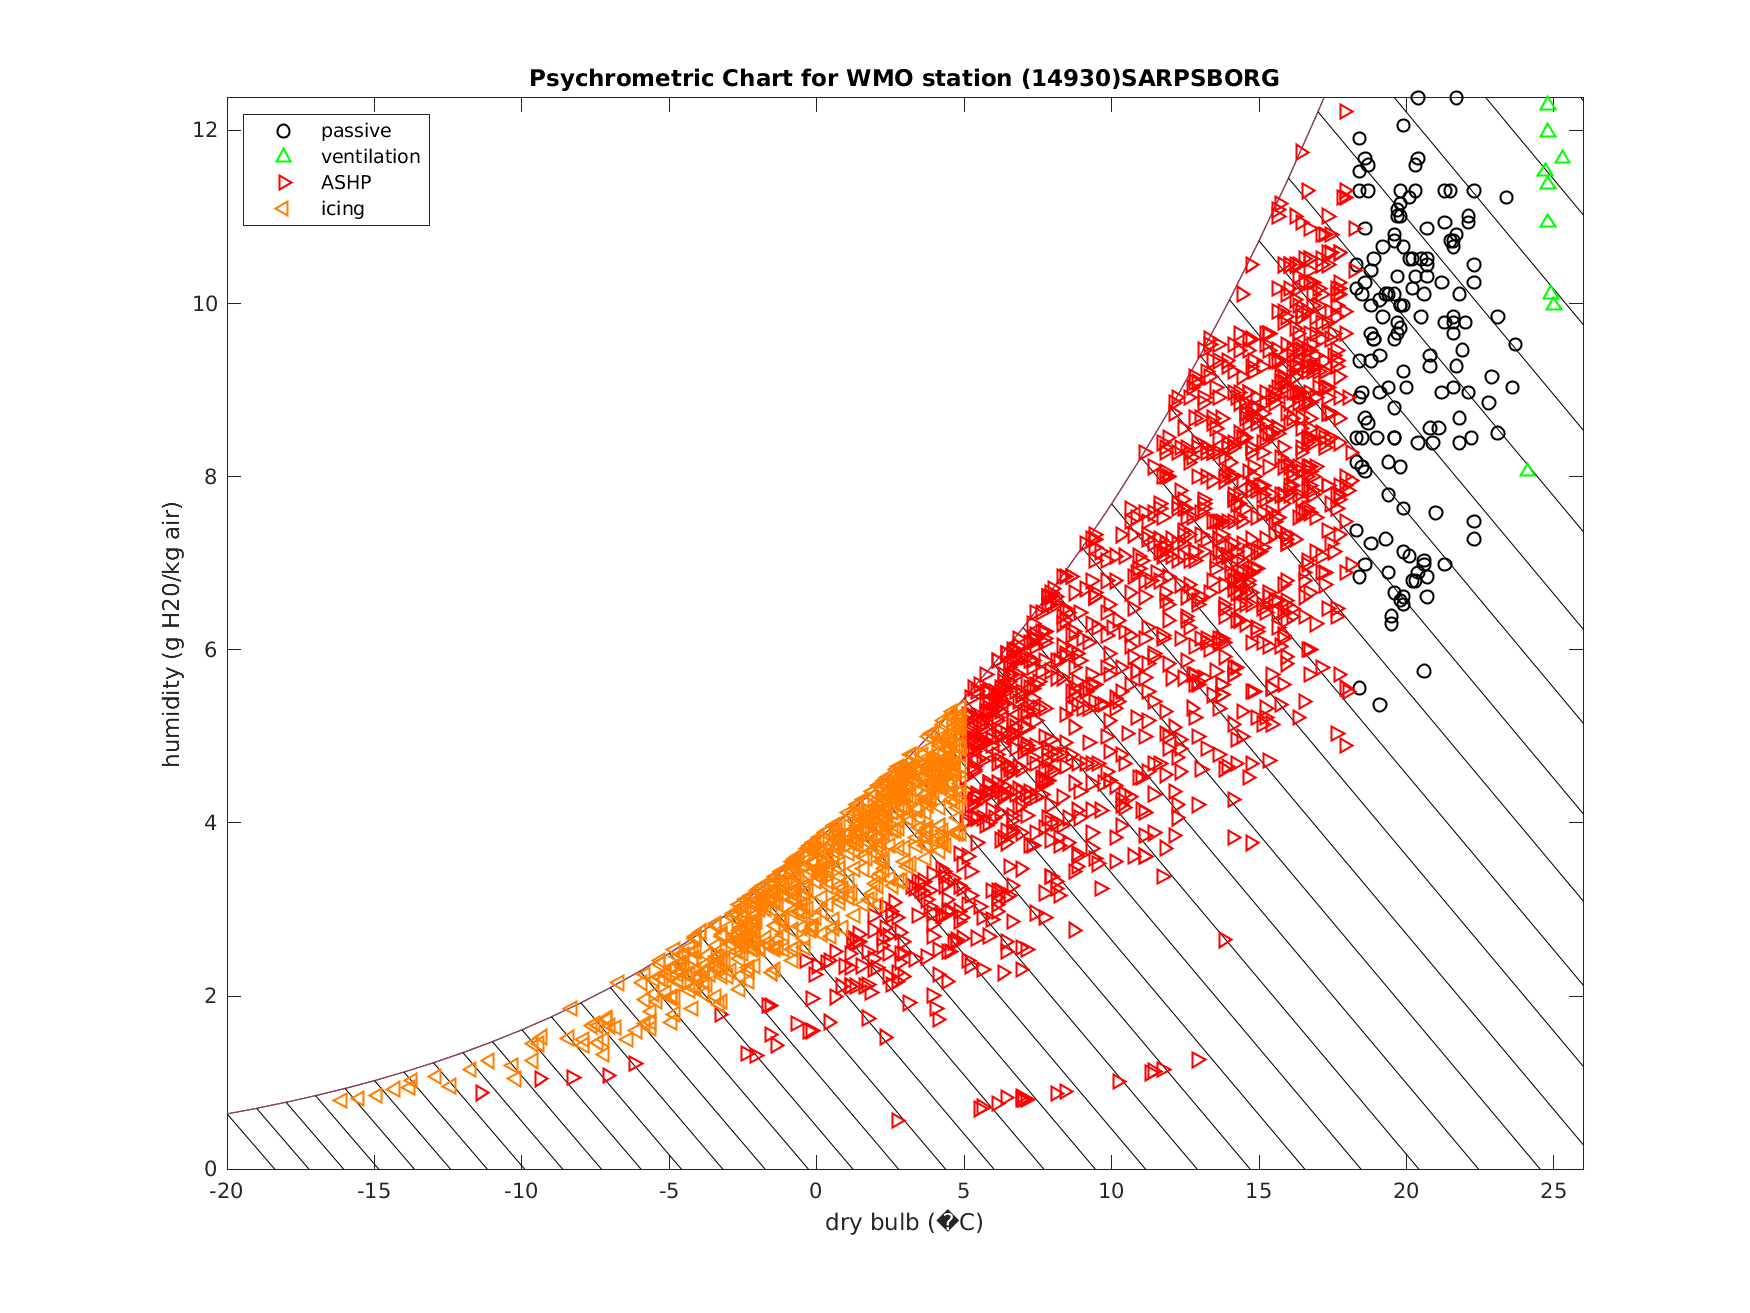 Psychrometric Chart for WMO station (14930)SARPSBORG
passive
ventilation
ASHP
icing
humidity (g H20/kg air)
12
10
8
6
4
2
0
-20 -15 -10 -5 0 5 10 15 20 25
dry bulb (�C)